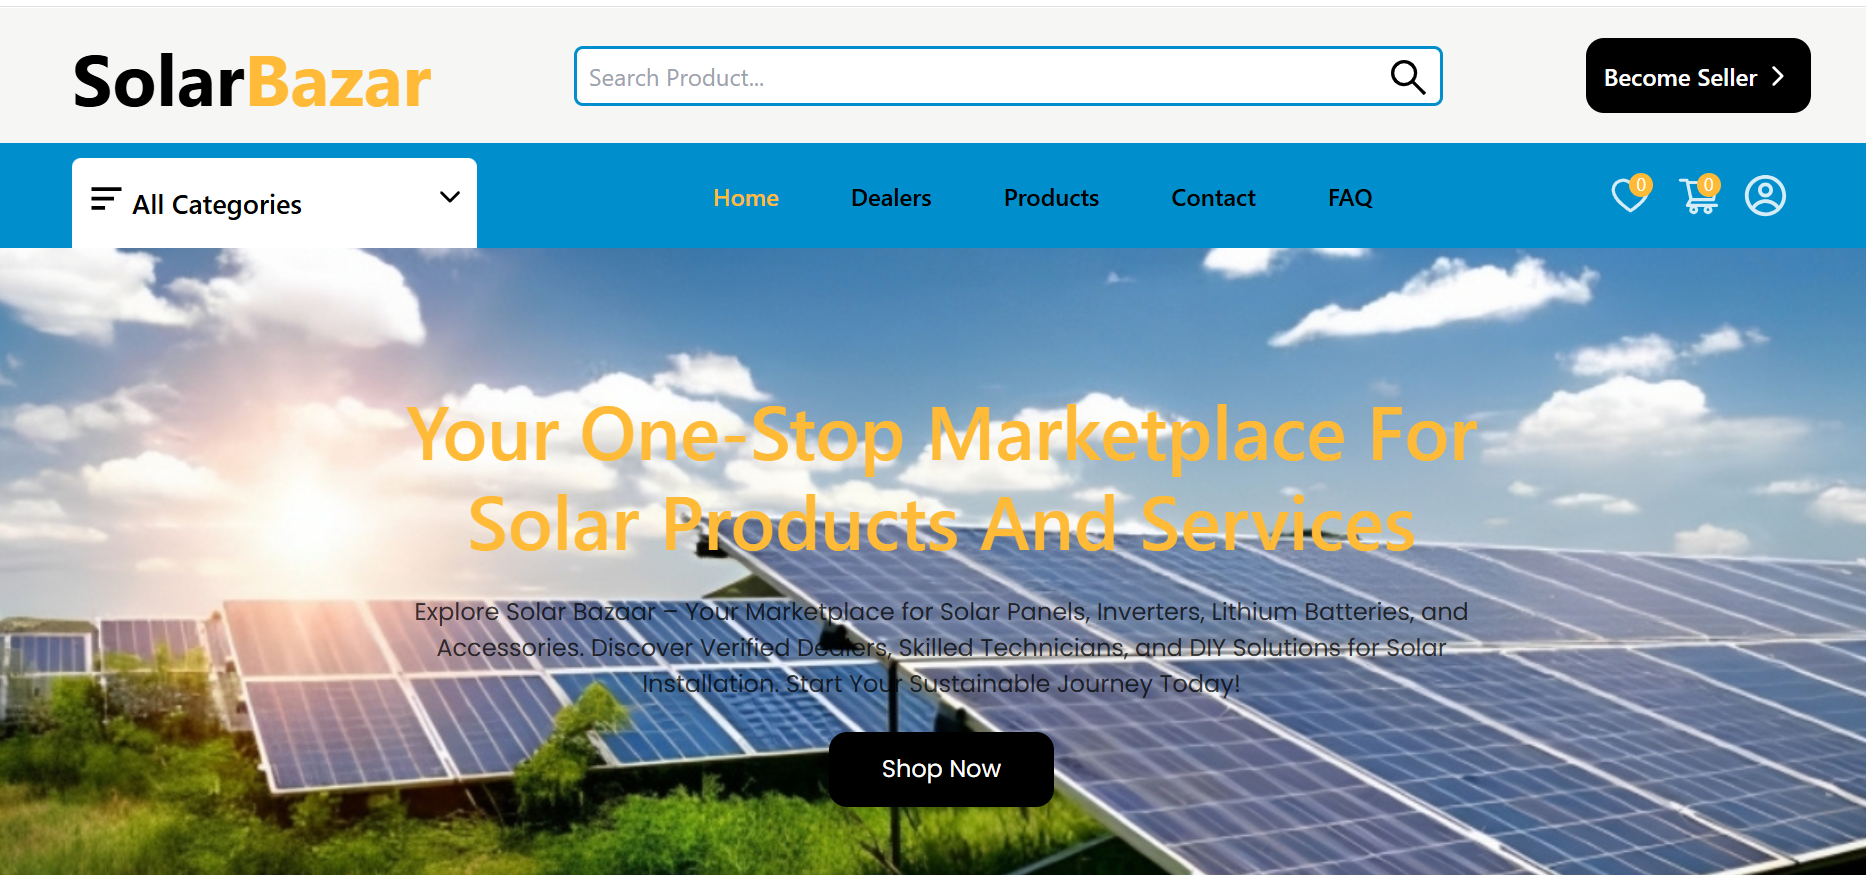 SolarBazar
Search Product...
Become Seller
All Categories
Home
Dealers
Products
Contact
FAQ
0
0
Your One-Stop Marketplace For
Solar Products And Services
Explore Solar Bazaar – Your Marketplace for Solar Panels, Inverters, Lithium Batteries, and
Accessories. Discover Verified Dealers, Skilled Technicians, and DIY Solutions for Solar
Installation. Start Your Sustainable Journey Today!
Shop Now